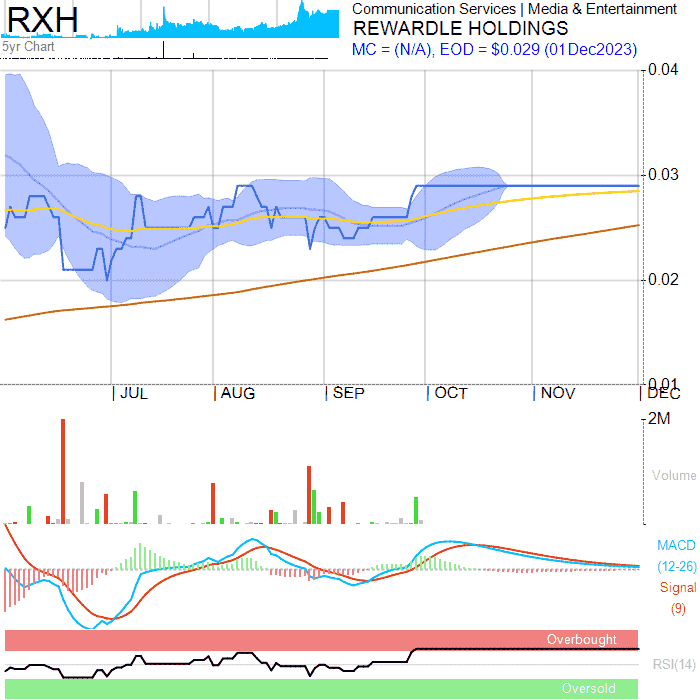 RXH
5yr Chart
Communication Services | Media & Entertainment
REWARDLE HOLDINGS
MC = (N/A), EOD = $0.029 (01Dec2023)
0.04
0.03
0.02
0.01
JUL AUG SEP OCT NOV DEC
2M
Volume
MACD
(12-26)
Signal
(9)
Overbought
RSI(14)
Oversold